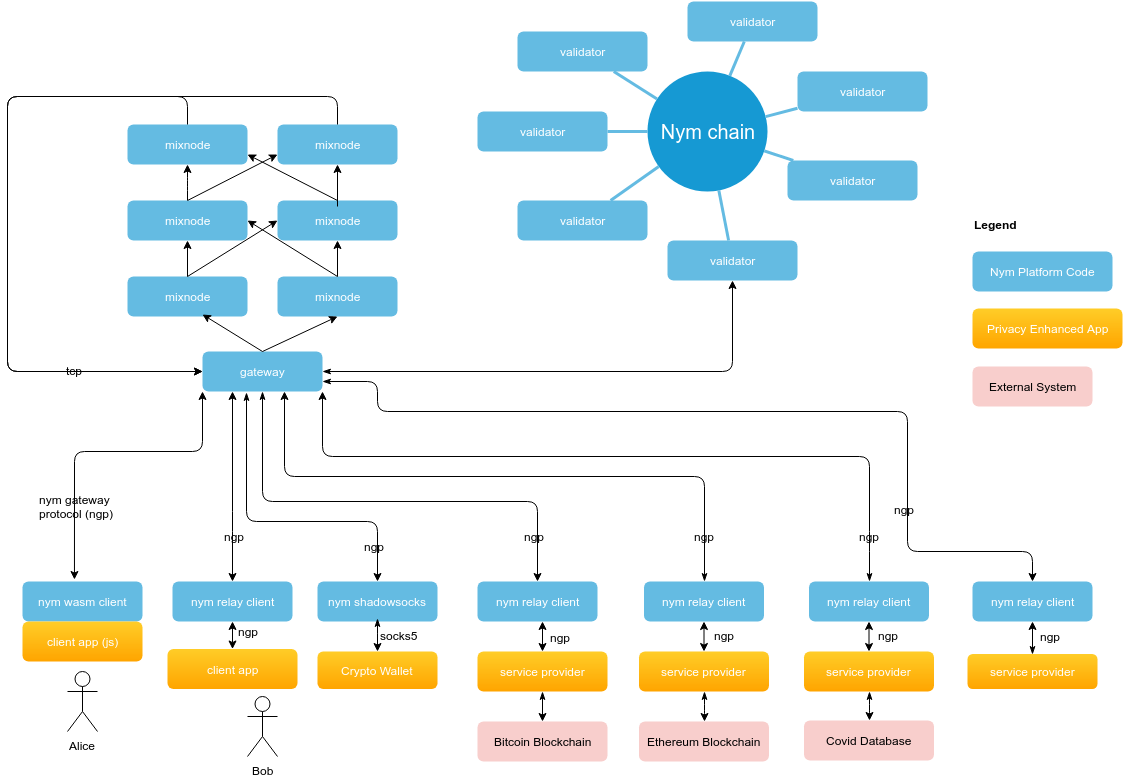 validator
validator
validator
validator
Nym chain
validator
validator
validator
validator
mixnode
mixnode
mixnode
mixnode
mixnode
mixnode
tcp
gateway
Legend
Nym Platform Code
Privacy Enhanced App
External System
nym gateway
protocol (ngp)
ngp
ngp
ngp
ngp
ngp
ngp
nym wasm client
nym relay client
nym shadowsocks
nym relay client
nym relay client
nym relay client
nym relay client
ngp
socks5
ngp
ngp
ngp
ngp
client app (js)
client app
Crypto Wallet
service provider
service provider
service provider
service provider
Alice
Bob
Bitcoin Blockchain
Ethereum Blockchain
Covid Database